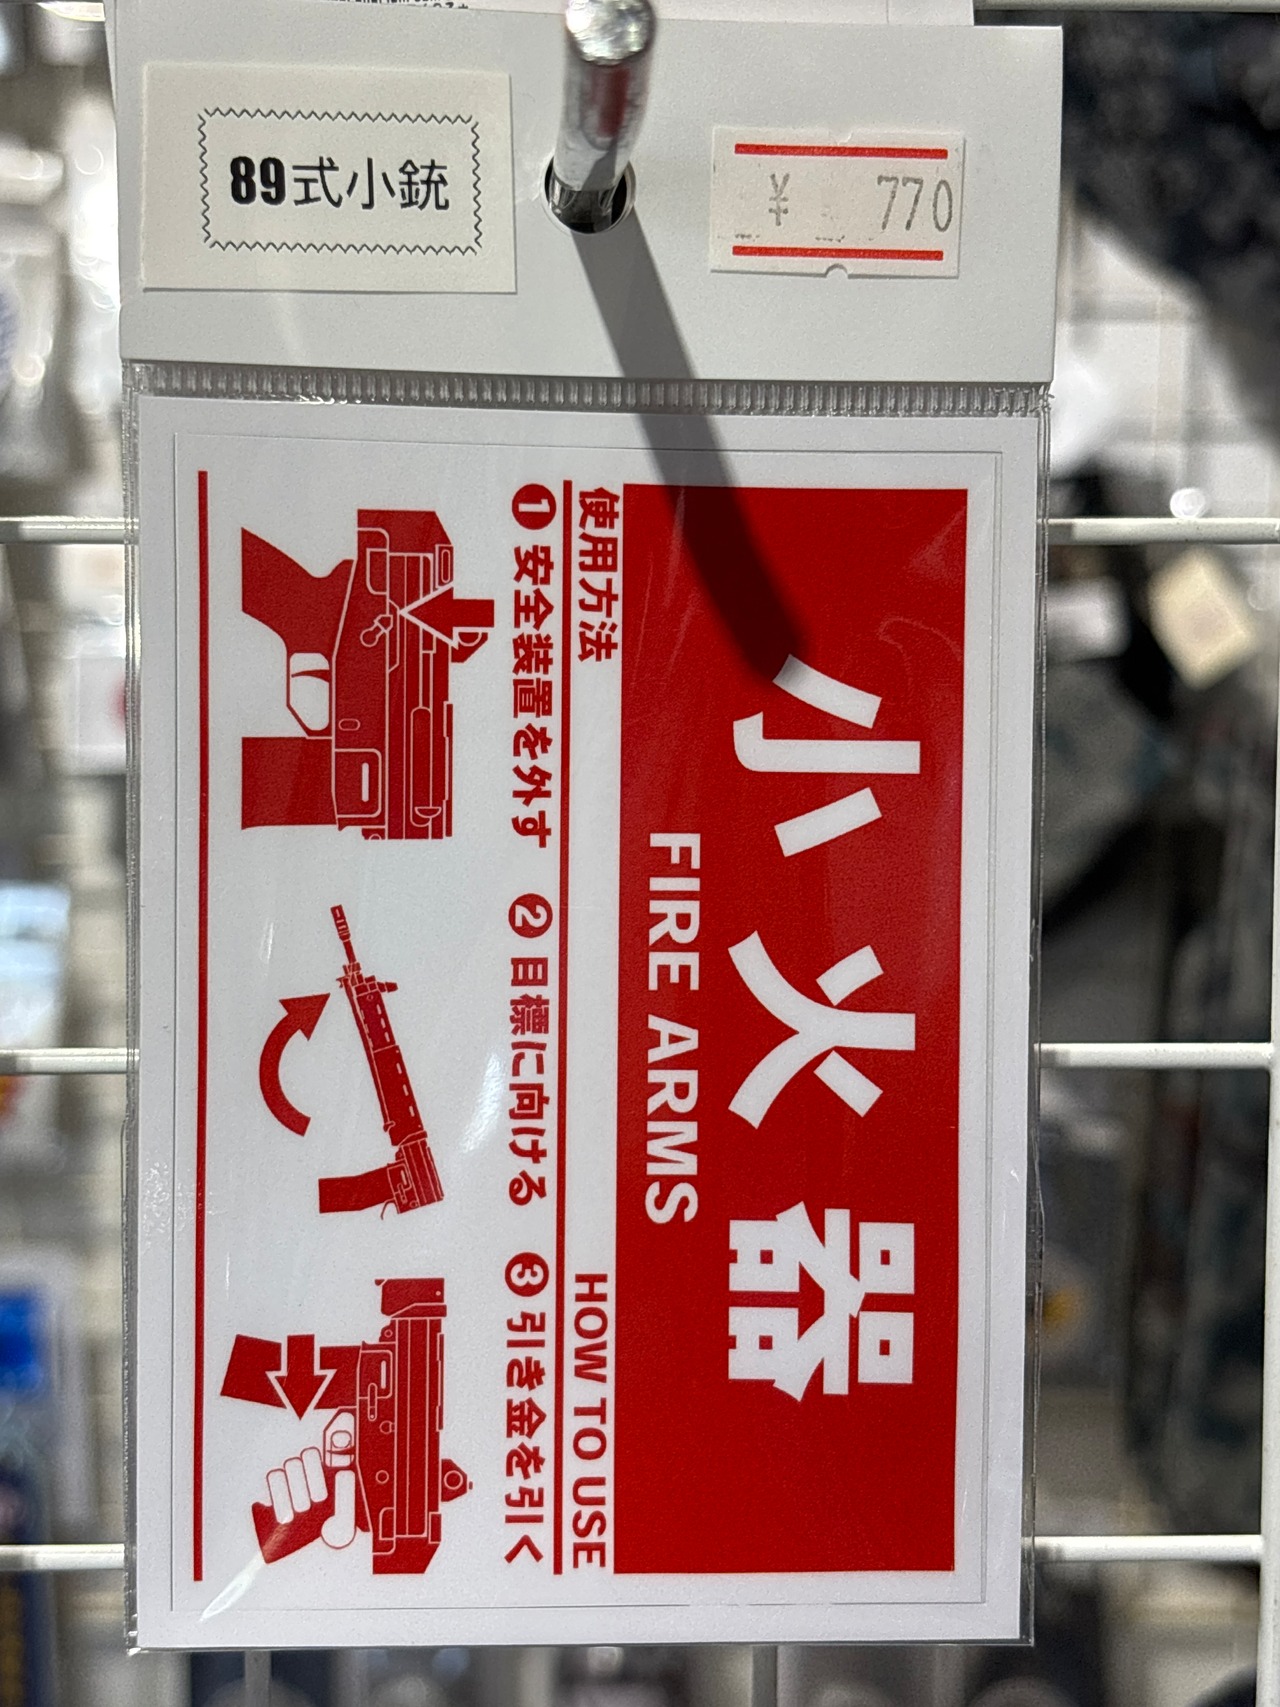 89式小銃
¥ 770
小火器
FIRE ARMS
使用方法
HOW TO USE
❶安全装置を外す
❷目標に向ける
❸引き金を引く